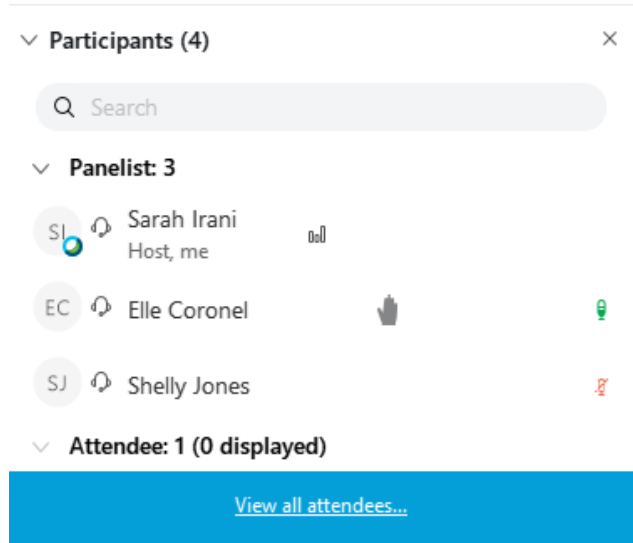 Participants (4)
Search
Panelist: 3
SI
Sarah Irani
Host, me
EC
Elle Coronel
SJ
Shelly Jones
Attendee: 1 (0 displayed)
View all attendees...